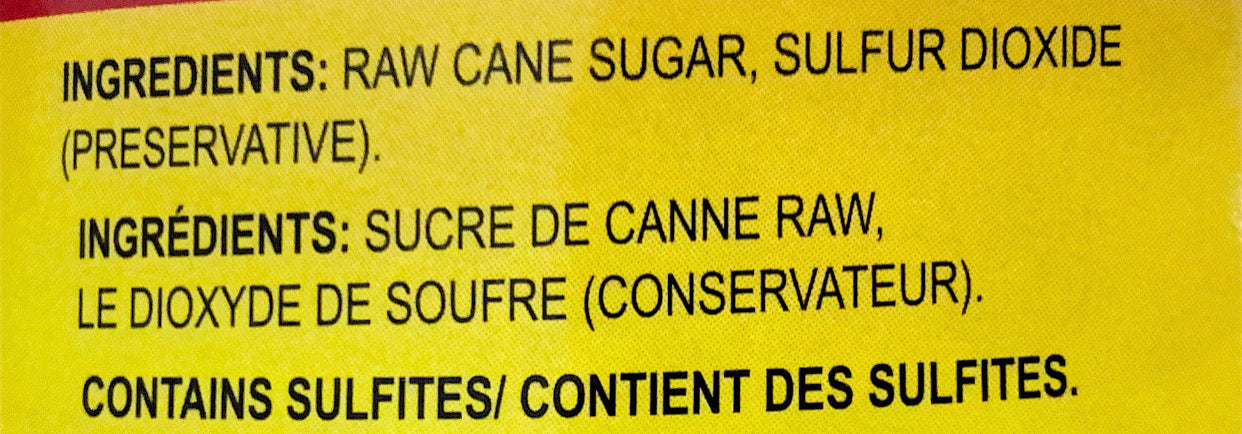 INGREDIENTS: RAW CANE SUGAR, SULFUR DIOXIDE
(PRESERVATIVE).
INGRÉDIENTS: SUCRE DE CANNE RAW,
LE DIOXYDE DE SOUFRE (CONSERVATEUR).
CONTAINS SULFITES/ CONTIENT DES SULFITES.